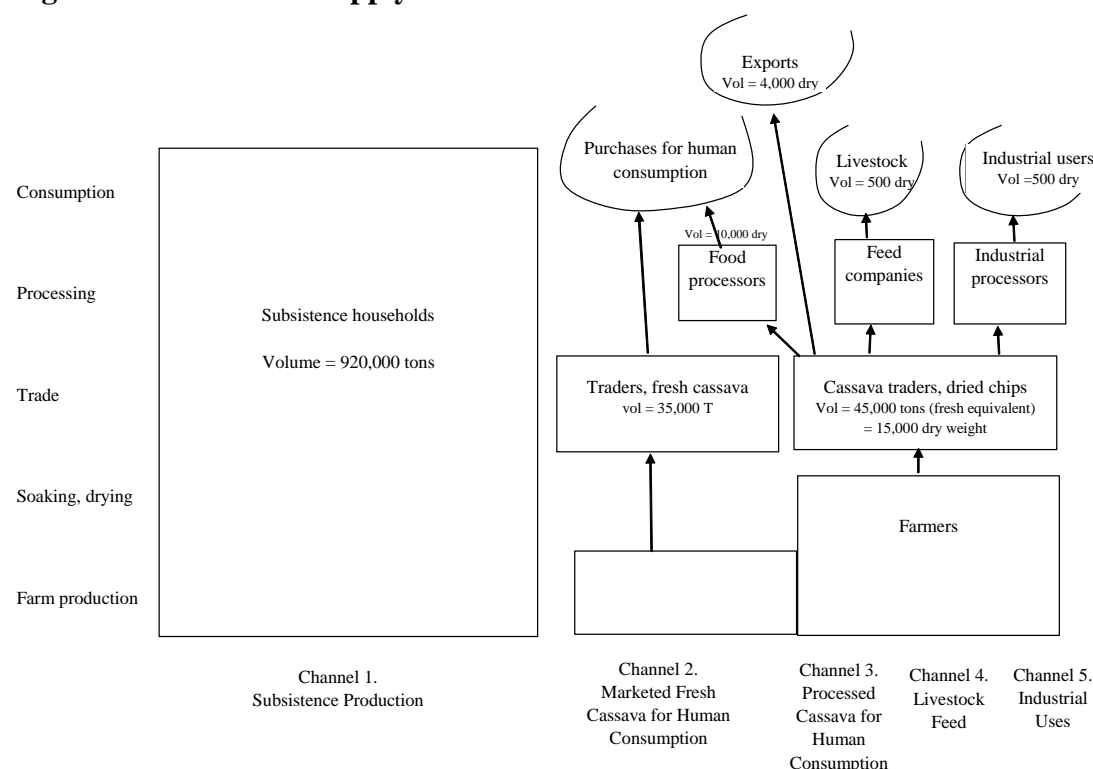 Exports
Vol = 4,000 dry
Purchases for human
consumption
Livestock
Vol = 500 dry
Industrial users
Vol =500 dry
Consumption
Vol = 10,000 dry
Food
processors
Feed
companies
Industrial
processors
Processing
Subsistence households
Volume = 920,000 tons
Trade
Traders, fresh cassava
vol = 35,000 T
Cassava traders, dried chips
Vol = 45,000 tons (fresh equivalent)
= 15,000 dry weight
Soaking, drying
Farmers
Farm production
Channel 1.
Subsistence Production
Channel 2.
Marketed Fresh
Cassava for Human
Consumption
Channel 3.
Processed
Cassava for
Human
Consumption
Channel 4.
Livestock
Feed
Channel 5.
Industrial
Uses